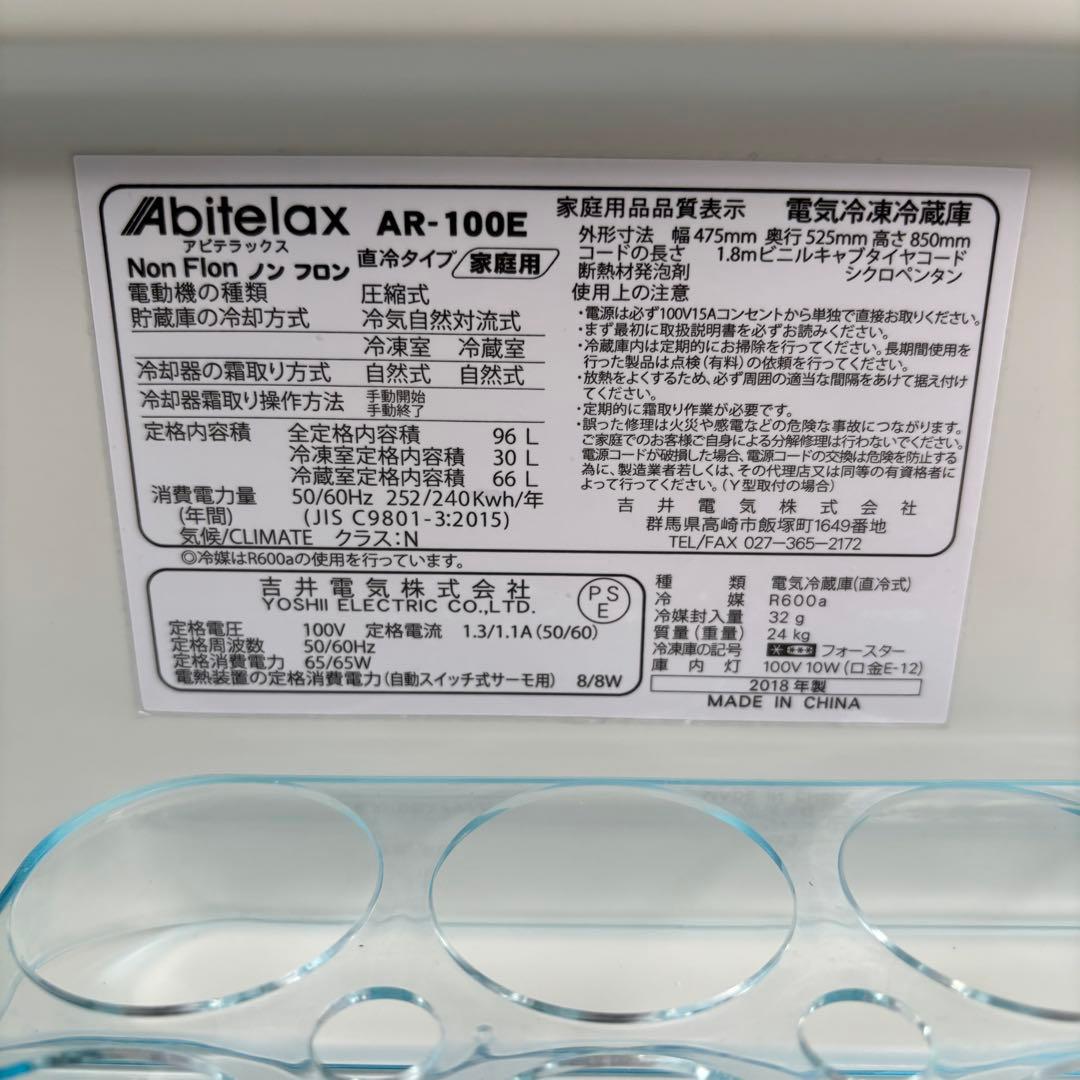 Abitelax AR-100E
アビテラックス
Non Flon ノン フロン 直冷タイプ 家庭用
電動機の種類 圧縮式
貯蔵庫の冷却方式 冷気自然対流式
冷凍室 冷蔵室
冷却器の霜取り方式 自然式 自然式
冷却器霜取り操作方法 手動開始
手動終了
定格内容積 全定格内容積 96 L
冷凍室定格内容積 30 L
冷蔵室定格内容積 66 L
消費電力量 50/60Hz 252/240Kwh/年
(年間) (JIS C9801-3:2015)
気候/CLIMATE クラス:N
家庭用品品質表示 電気冷凍冷蔵庫
外形寸法 幅 475mm 奥行 525mm 高さ 850mm
コードの長さ 1.8mビニルキャブタイヤコード
断熱材発泡剤 シクロペンタン
使用上の注意
・電源は必ず100V15Aコンセントから単独で直接お取りください。
・まず最初に取扱説明書を必ずお読みください。
・冷蔵庫内は定期的にお掃除を行ってください。長期間使用を
行った製品は点検(有料)の依頼を行ってください。
・放熱をよくするため、必ず周囲の適当な間隔をあけて据え付け
てください。
・定期的に霜取り作業が必要です。
・誤った修理は火災や感電などの危険な事故につながります。
ご家庭でのお客様ご自身による分解修理は行わないでください。
電源コードが破損した場合、電源コードの交換は危険を防止する
為に、製造業者若しくは、その代理店又は同等の有資格者に
よって行ってください。(Y型取付の場合)
吉井電気株式会社
群馬県高崎市飯塚町1649番地
TEL/FAX 027-365-2172
◎冷媒はR600aの使用を行っています。
吉井電気株式会社
YOSHII ELECTRIC CO.,LTD.
PS
E
定格電圧 100V 定格電流 1.3/1.1A(50/60)
定格周波数 50/60Hz
定格消費電力 65/65W
電熱装置の定格消費電力(自動スイッチ式サーモ用) 8/8W
種類 電気冷蔵庫(直冷式)
冷媒 R600a
冷媒封入量 32 g
質量(重量) 24 kg
冷凍庫の記号 * *** フォースター
庫内灯 100V 10W(口金E-12)
2018 年製
MADE IN CHINA